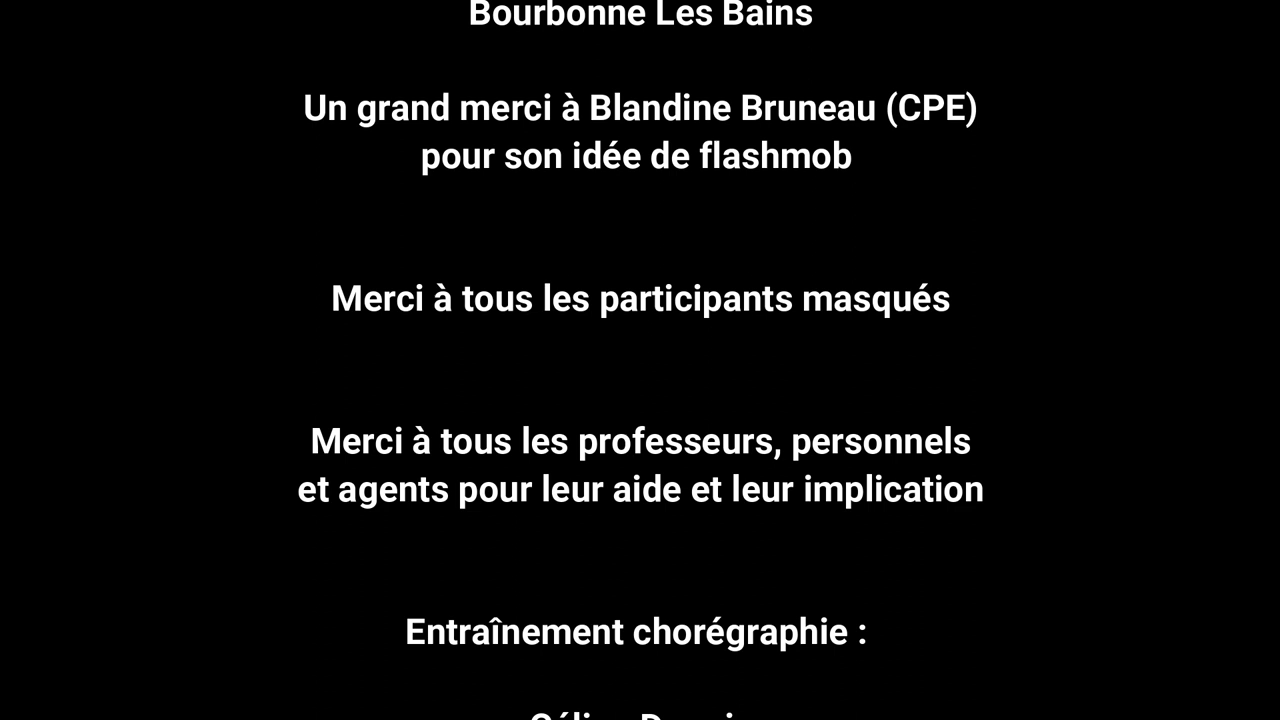 Bourbonne Les Bains
Un grand merci à Blandine Bruneau (CPE)
pour son idée de flashmob
Merci à tous les participants masqués
Merci à tous les professeurs, personnels
et agents pour leur aide et leur implication
Entraînement chorégraphie :